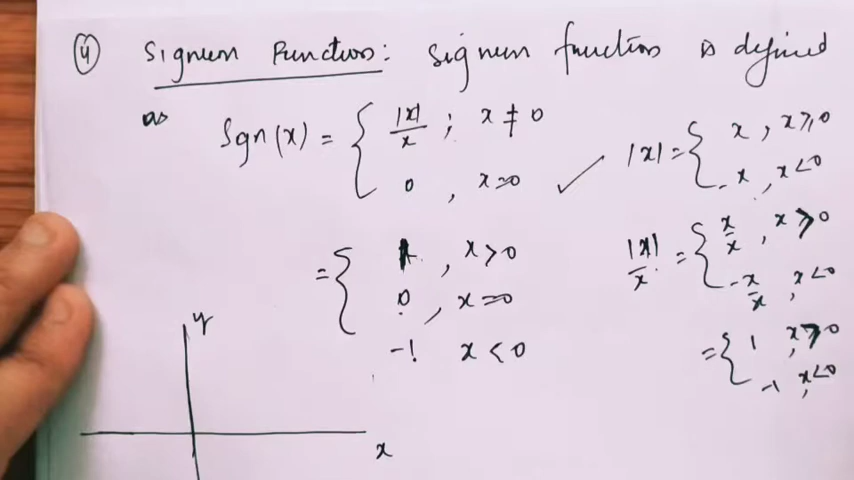 ④ Signum Function: Signum function is defined
as
Sgn(x) = { |x|/x ; x ≠ 0
0 , x=0
|x| = { x , x≥0
-x , x<0
= { 1 , x>0
0 , x=0
-1 x<0
|x|/x = { x/x , x>0
-x/x , x<0
= { 1 , x>0
-1 , x<0
y
x